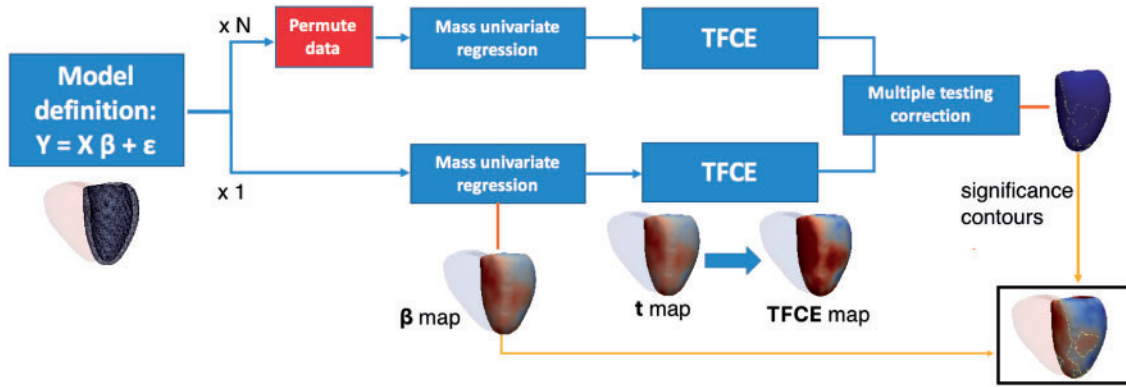 x N
Permute
data
Mass univariate
regression
TFCE
Model
definition:
Y = X β + ε
Multiple testing
correction
x 1
Mass univariate
regression
TFCE
significance
contours
β map
t map
TFCE map